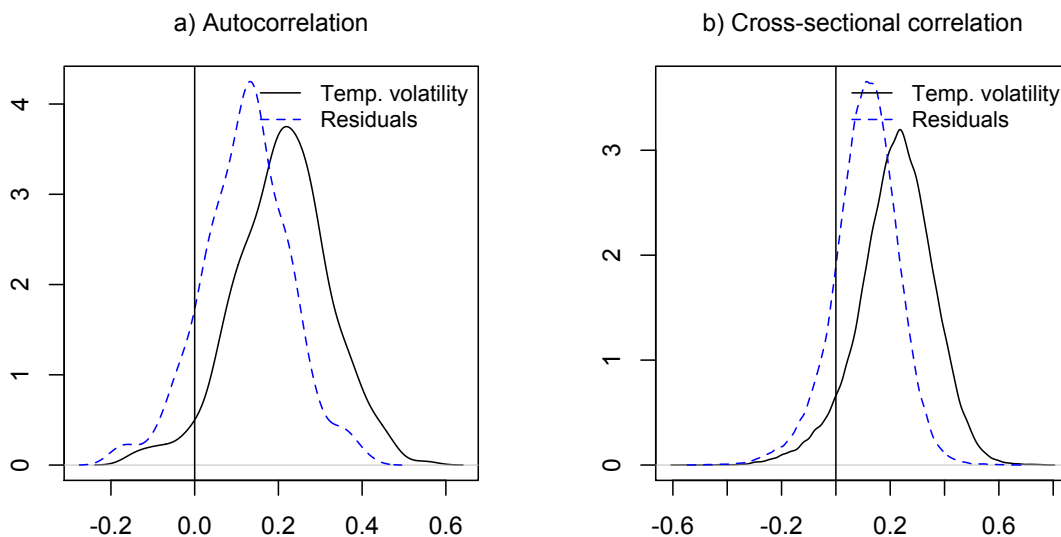 a) Autocorrelation
Temp. volatility
Residuals
4
3
2
1
0
-0.2 0.0 0.2 0.4 0.6
b) Cross-sectional correlation
Temp. volatility
Residuals
3
2
1
0
-0.6 -0.2 0.2 0.6